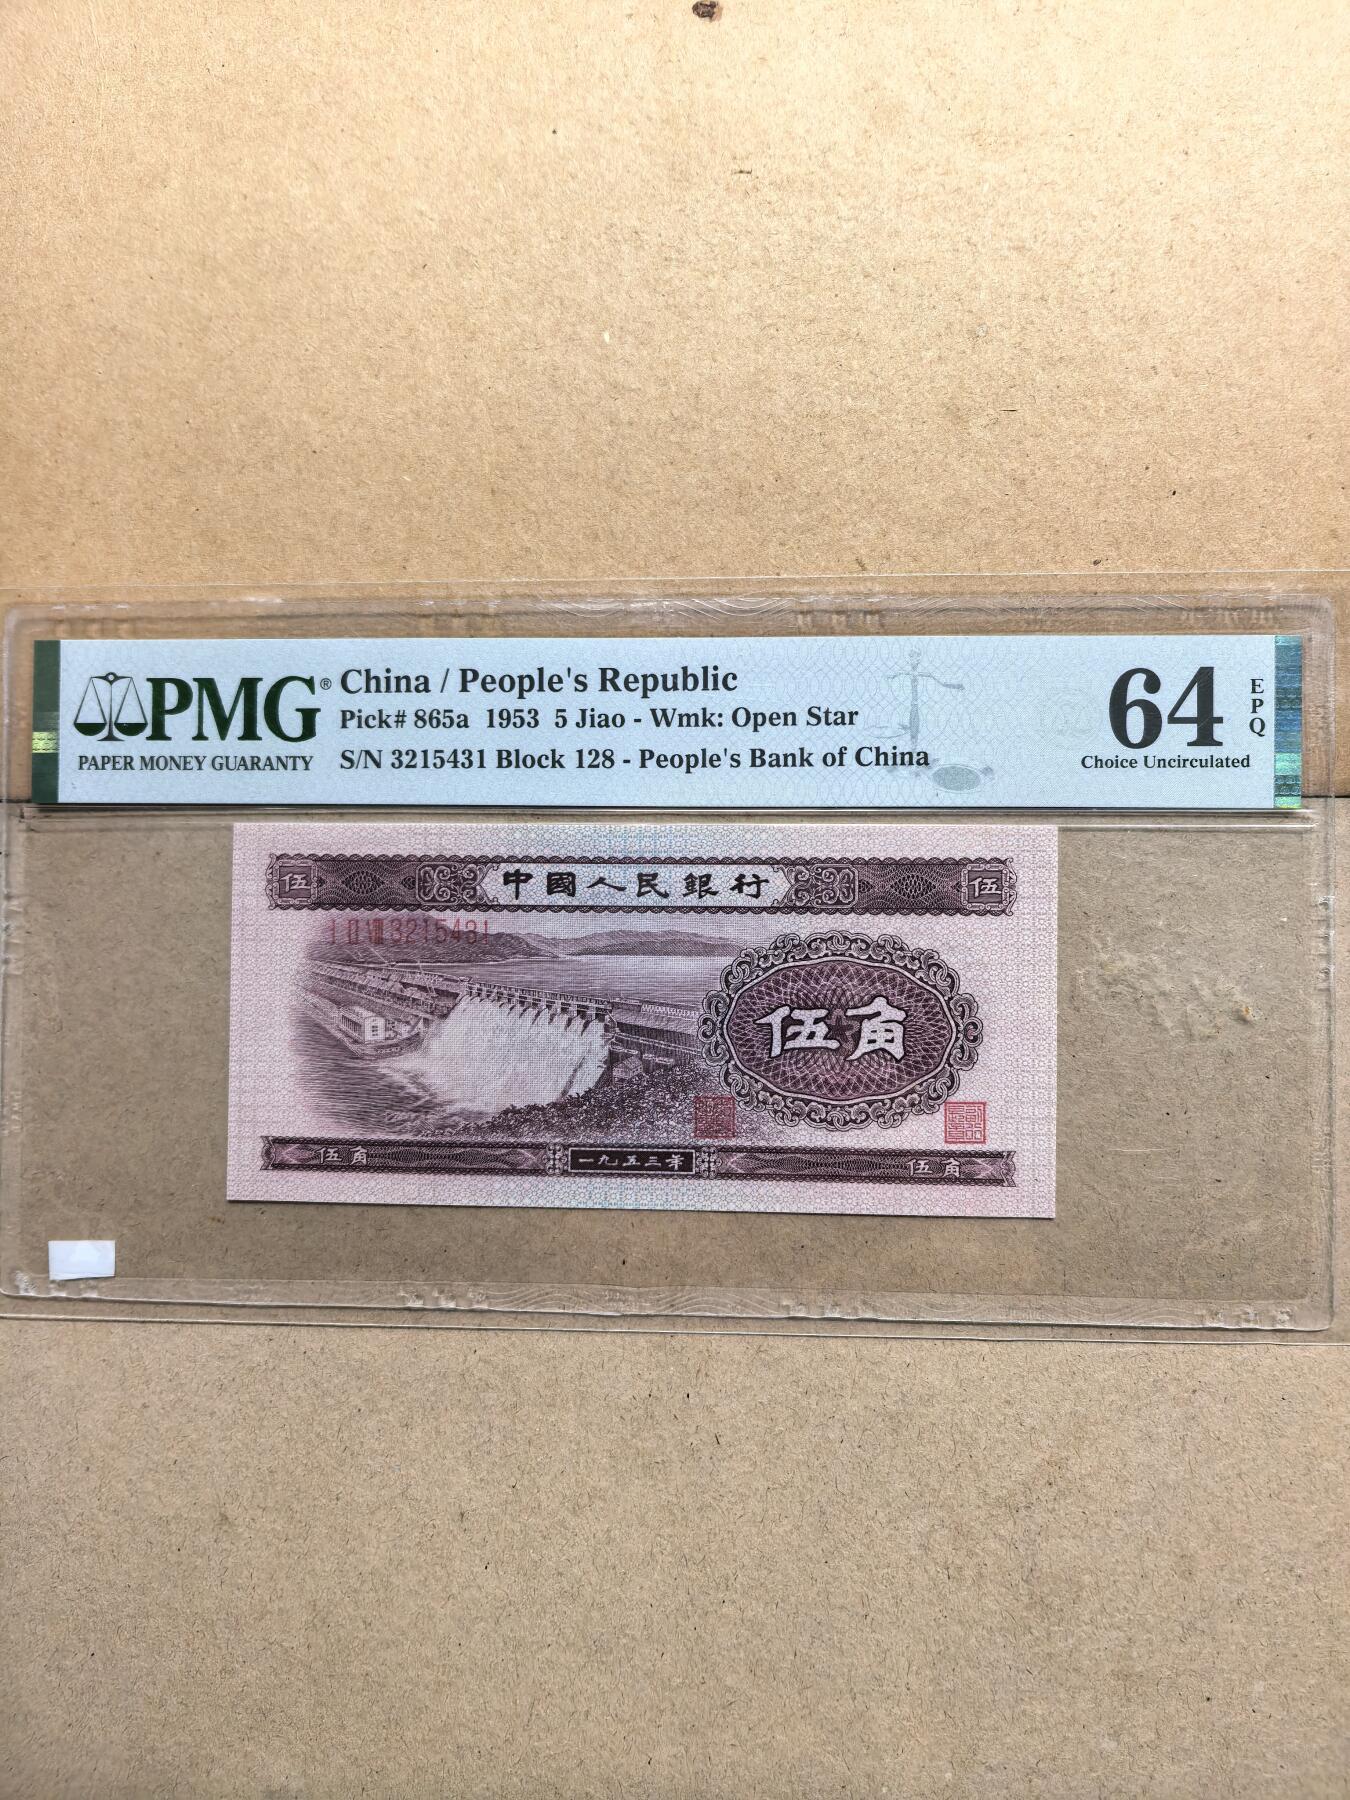 PMG®
PAPER MONEY GUARANTY
China / People's Republic
Pick# 865a 1953 5 Jiao - Wmk: Open Star
S/N 3215431 Block 128 - People's Bank of China
64
EPQ
Choice Uncirculated
伍 中國人民銀行 伍
I II VIII 3215431
伍角
伍角 一九五三年 伍角